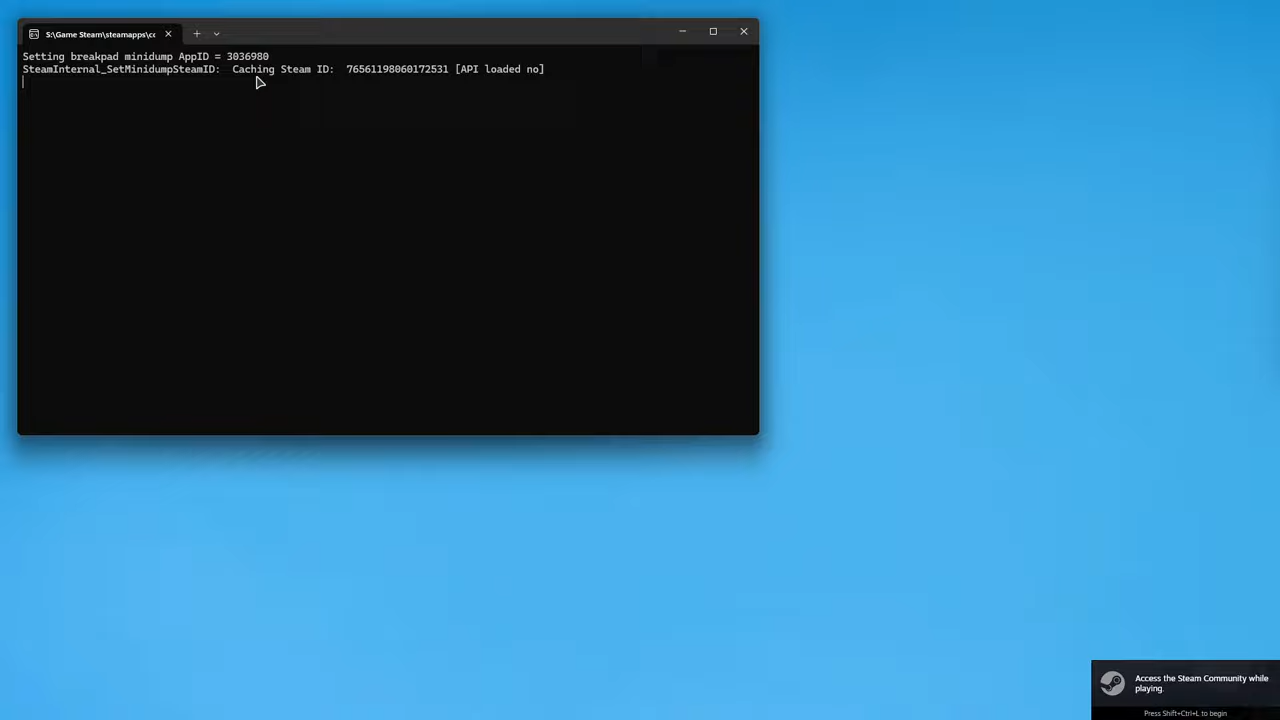 S:\Game Steam\steamapps\cc
Setting breakpad minidump AppID = 3036980
SteamInternal_SetMinidumpSteamID:  Caching Steam ID:  76561198060172531 [API loaded no]
Access the Steam Community while
playing.
Press Shift+Ctrl+L to begin